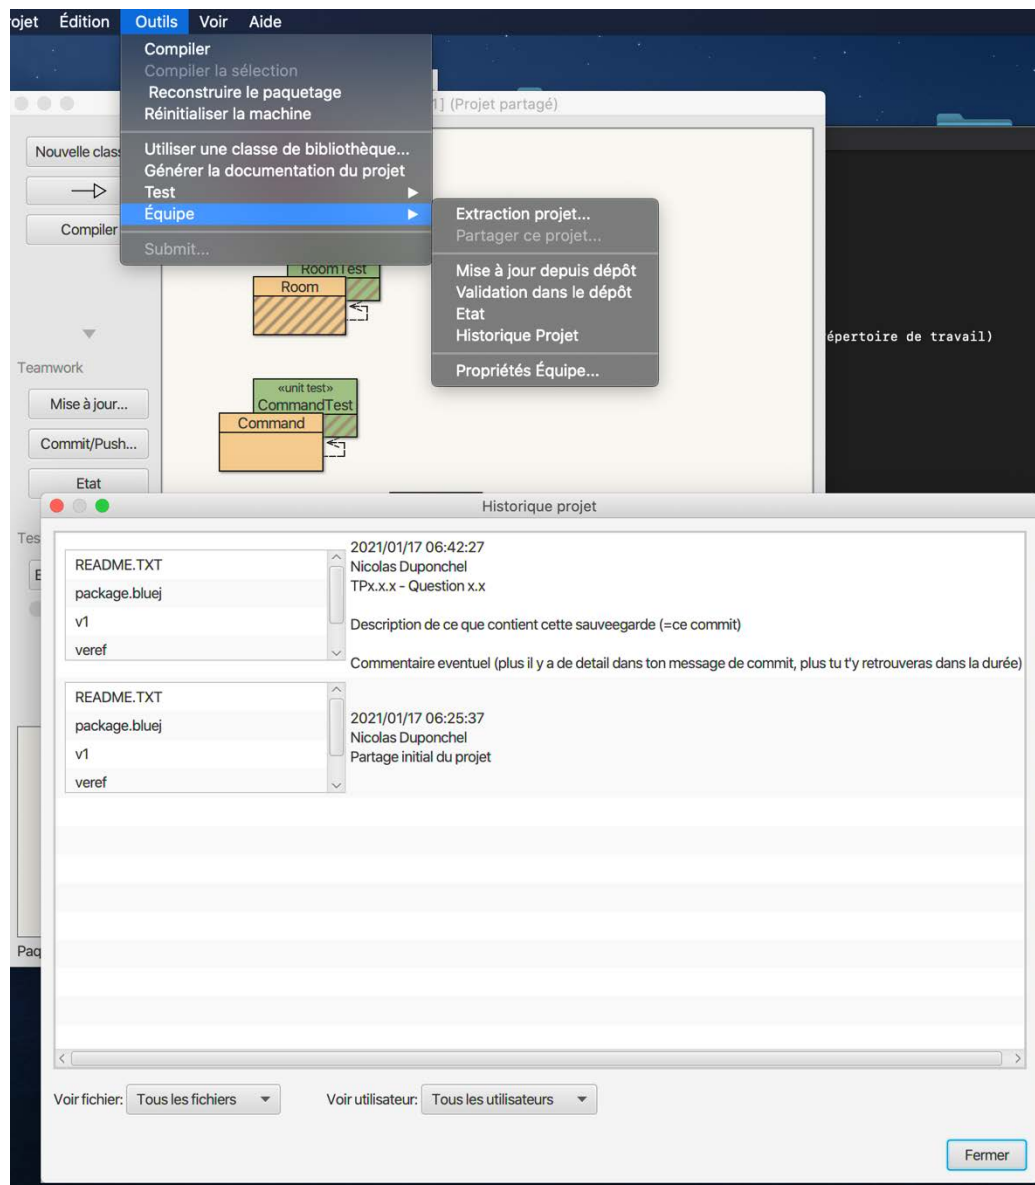 Édition Outils Voir Aide
Compiler
Compiler la sélection
Reconstruire le paquetage
Réinitialiser la machine
(Projet partagé)
Utiliser une classe de bibliothèque...
Générer la documentation du projet
Test
Équipe
Submit...
Extraction projet...
Partager ce projet...
Mise à jour depuis dépôt
Validation dans le dépôt
Etat
Historique Projet
Propriétés Équipe...
Nouvelle
Compiler
RoomTest
Room
épertoire de travail)
Teamwork
«unit test»
CommandTest
Command
Mise à jour...
Commit/Push...
Etat
Historique projet
README.TXT
package.bluej
v1
veref
2021/01/17 06:42:27
Nicolas Duponchel
TPx.x.x - Question x.x
Description de ce que contient cette sauveegarde (=ce commit)
Commentaire eventuel (plus il y a de detail dans ton message de commit, plus tu t'y retrouveras dans la durée)
README.TXT
package.bluej
v1
veref
2021/01/17 06:25:37
Nicolas Duponchel
Partage initial du projet
Voir fichier: Tous les fichiers Voir utilisateur: Tous les utilisateurs
Fermer